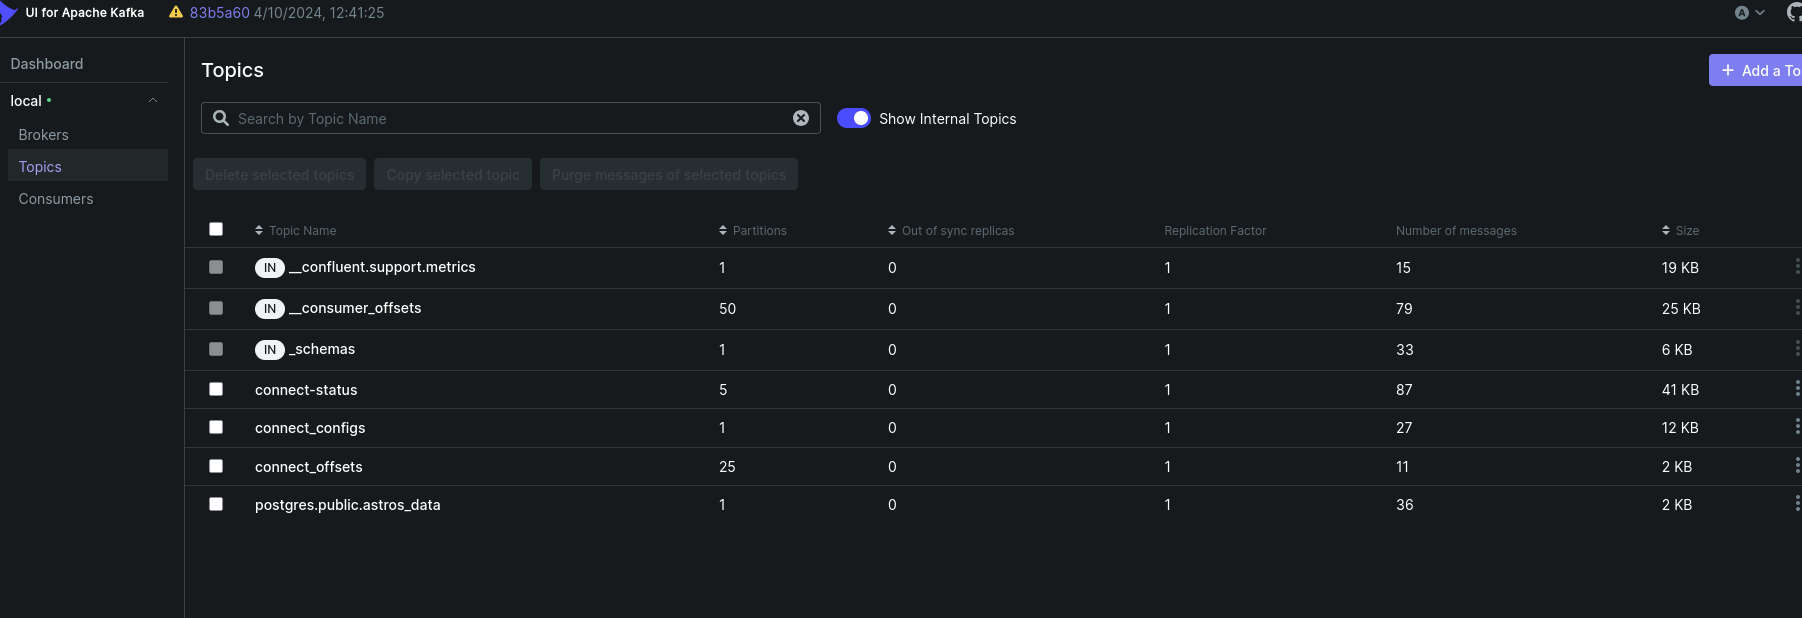 UI for Apache Kafka 83b5a60 4/10/2024, 12:41:25 A
Dashboard
local
Brokers
Topics
Consumers
Topics
+ Add a To
Search by Topic Name
Show Internal Topics
Delete selected topics Copy selected topic Purge messages of selected topics
Topic Name Partitions Out of sync replicas Replication Factor Number of messages Size
IN __confluent.support.metrics 1 0 1 15 19 KB
IN __consumer_offsets 50 0 1 79 25 KB
IN _schemas 1 0 1 33 6 KB
connect-status 5 0 1 87 41 KB
connect_configs 1 0 1 27 12 KB
connect_offsets 25 0 1 11 2 KB
postgres.public.astros_data 1 0 1 36 2 KB